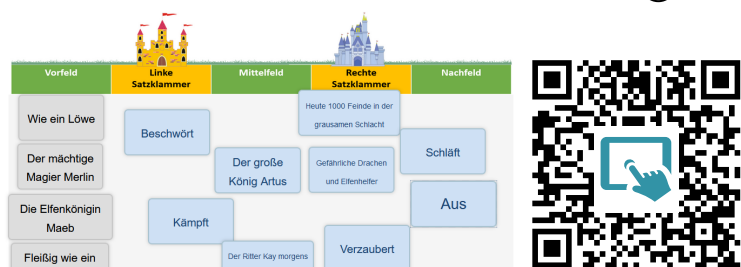 Vorfeld
Linke
Satzklammer
Mittelfeld
Rechte
Satzklammer
Nachfeld
Wie ein Löwe
Beschwört
Heute 1000 Feinde in der
grausamen Schlacht
Der mächtige
Magier Merlin
Der große
König Artus
Gefährliche Drachen
und Elfenhelfer
Schläft
Die Elfenkönigin
Maeb
Kämpft
Aus
Fleißig wie ein
Der Ritter Kay morgens
Verzaubert